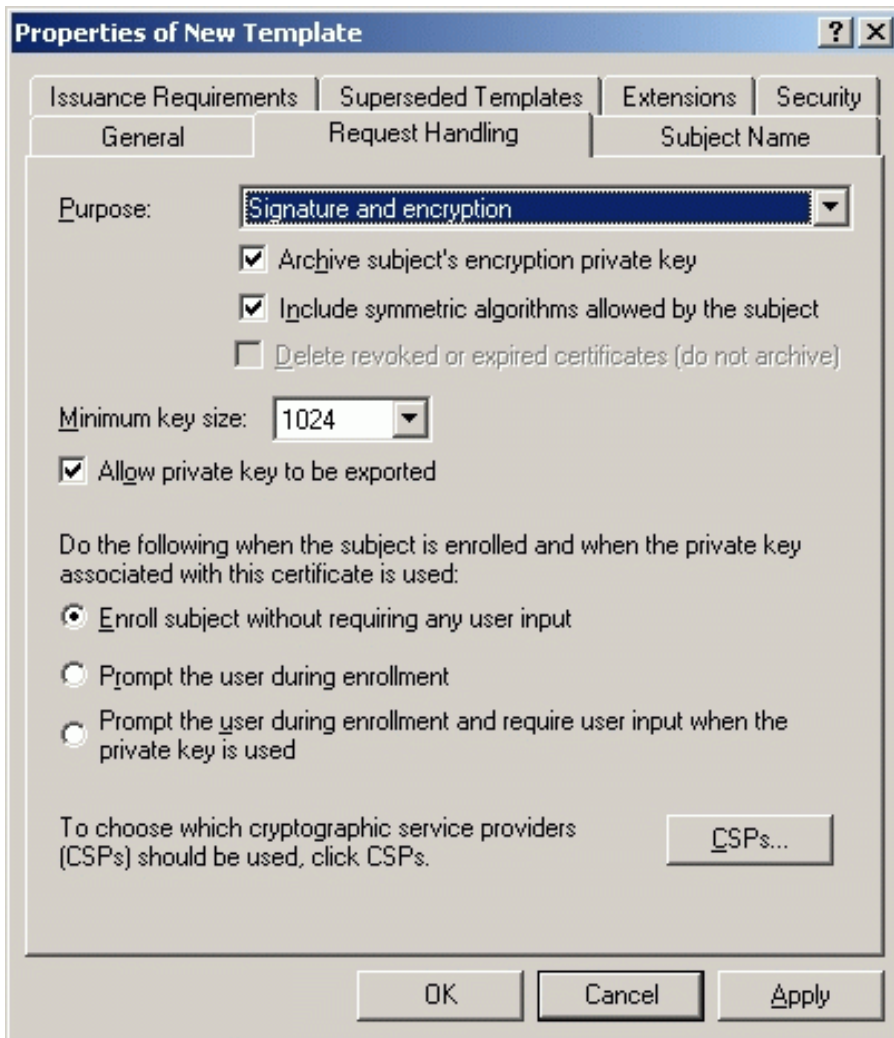 Properties of New Template
Issuance Requirements
Superseded Templates
Extensions
Security
General
Request Handling
Subject Name
Purpose:
Signature and encryption
Archive subject's encryption private key
Include symmetric algorithms allowed by the subject
Delete revoked or expired certificates (do not archive)
Minimum key size:
1024
Allow private key to be exported
Do the following when the subject is enrolled and when the private key
associated with this certificate is used:
Enroll subject without requiring any user input
Prompt the user during enrollment
Prompt the user during enrollment and require user input when the
private key is used
To choose which cryptographic service providers
(CSPs) should be used, click CSPs.
CSPs...
OK
Cancel
Apply